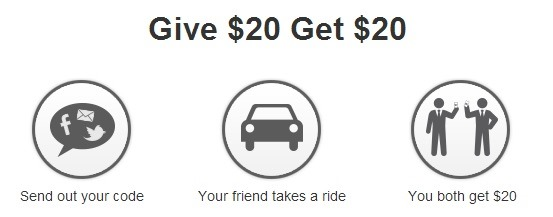 Give $20 Get $20
Send out your code
Your friend takes a ride
You both get $20